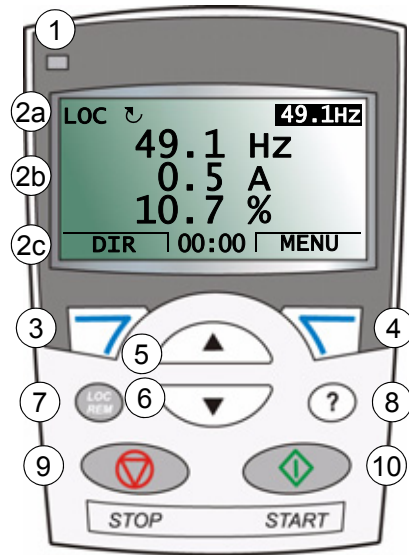 1
2a LOC ↻ 49.1HZ
49.1 Hz
2b 0.5 A
10.7 %
2c DIR 00:00 MENU
3 4
5
7 LOC REM 6 ? 8
9 10
STOP START